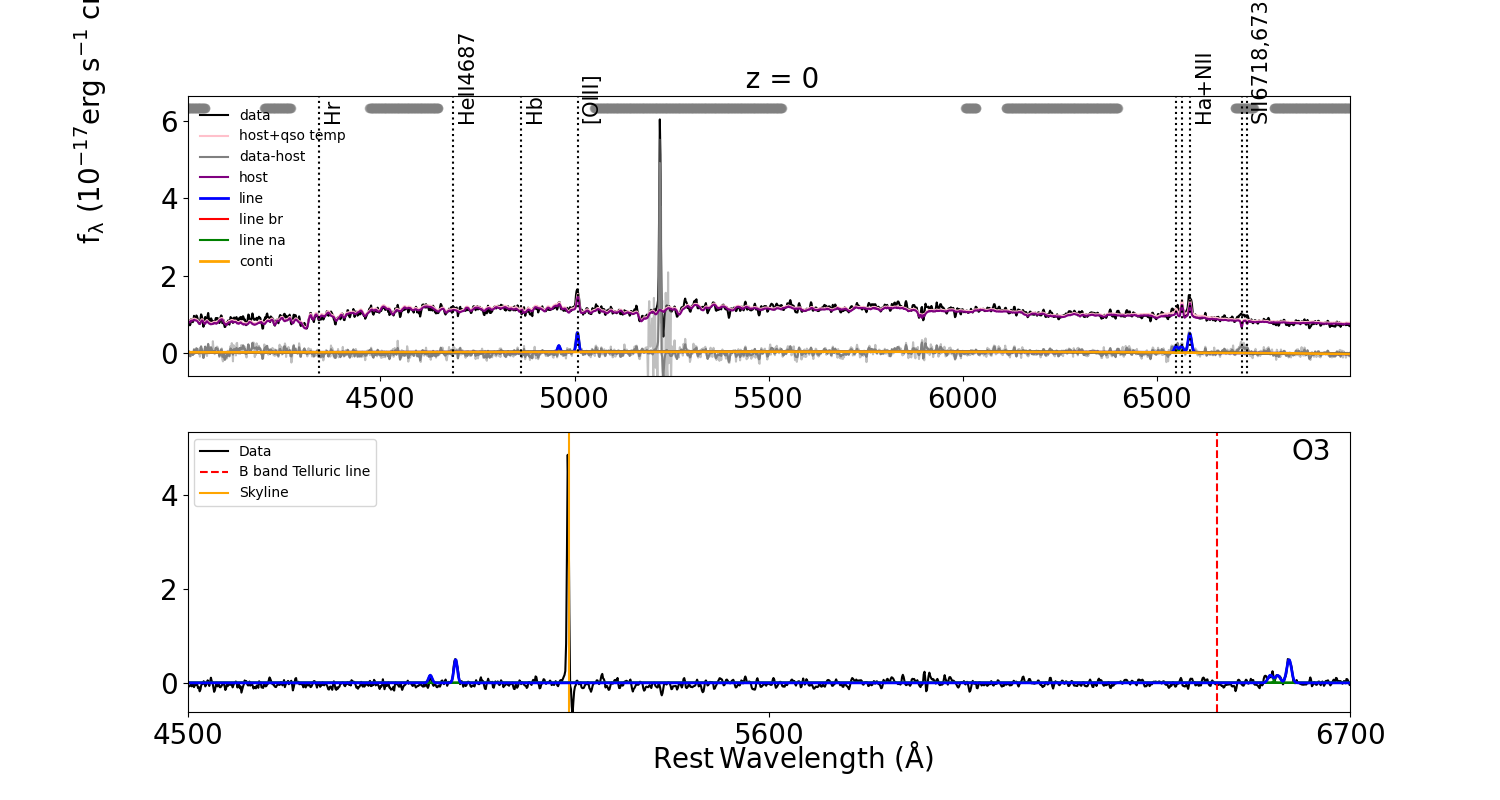 z = 0
fλ (10−17erg s−1 c
Hr
HeII4687
Hb
[OIII]
Ha+NII
SII6718,673
6
4
2
0
data
host+qso temp
data-host
host
line
line br
line na
conti
4500 5000 5500 6000 6500
O3
4
2
0
Data
B band Telluric line
Skyline
4500 5600 6700
Rest Wavelength (Å)